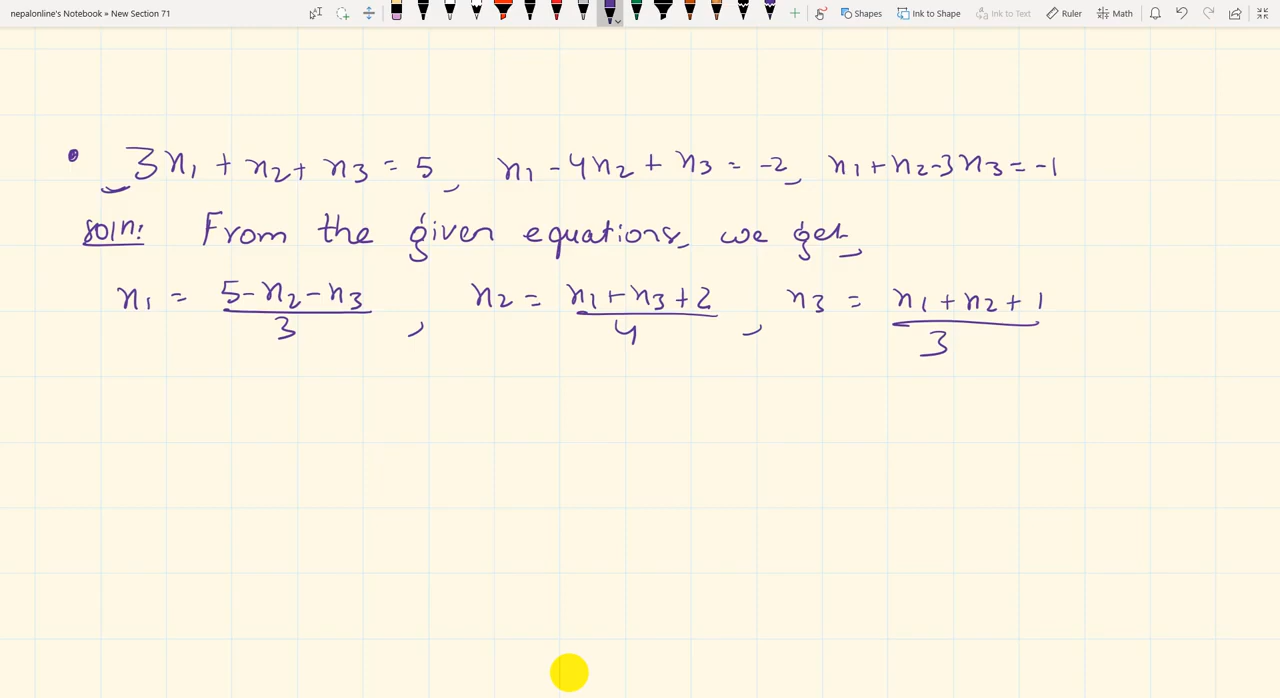 nepalonline's Notebook » New Section 71
Shapes Ink to Shape Ink to Text Ruler Math
3x₁ + x₂ + x₃ = 5, x₁ - 4x₂ + x₃ = -2, x₁ + x₂ - 3x₃ = -1
Soln: From the given equations, we get,
x₁ = (5 - x₂ - x₃)/3, x₂ = (x₁ + x₃ + 2)/4, x₃ = (x₁ + x₂ + 1)/3